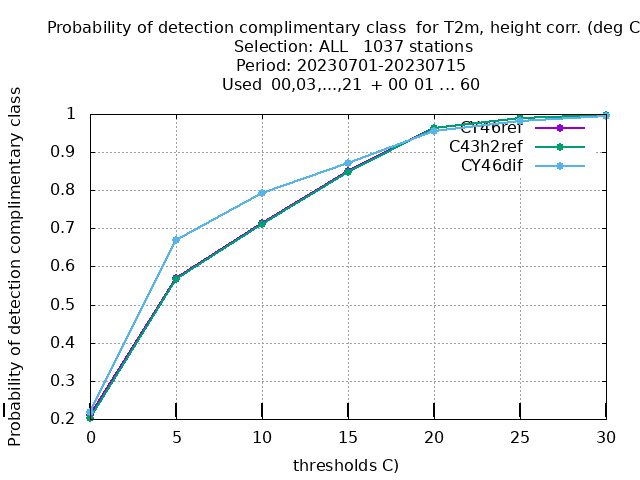 Probability of detection complimentary class for T2m, height corr. (deg C
Selection: ALL 1037 stations
Period: 20230701-20230715
Used 00,03,...,21 + 00 01 ... 60
Probability of detection complimentary class
1
0.9
0.8
0.7
0.6
0.5
0.4
0.3
0.2
CY46ref
C43h2ref
CY46dif
0 5 10 15 20 25 30
thresholds C)